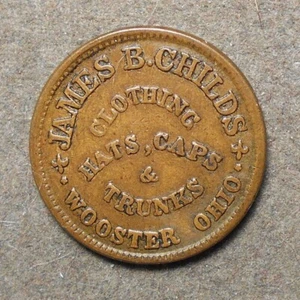 JAMES B. CHILDS
CLOTHING
HATS, CAPS
&
TRUNKS
WOOSTER OHIO.